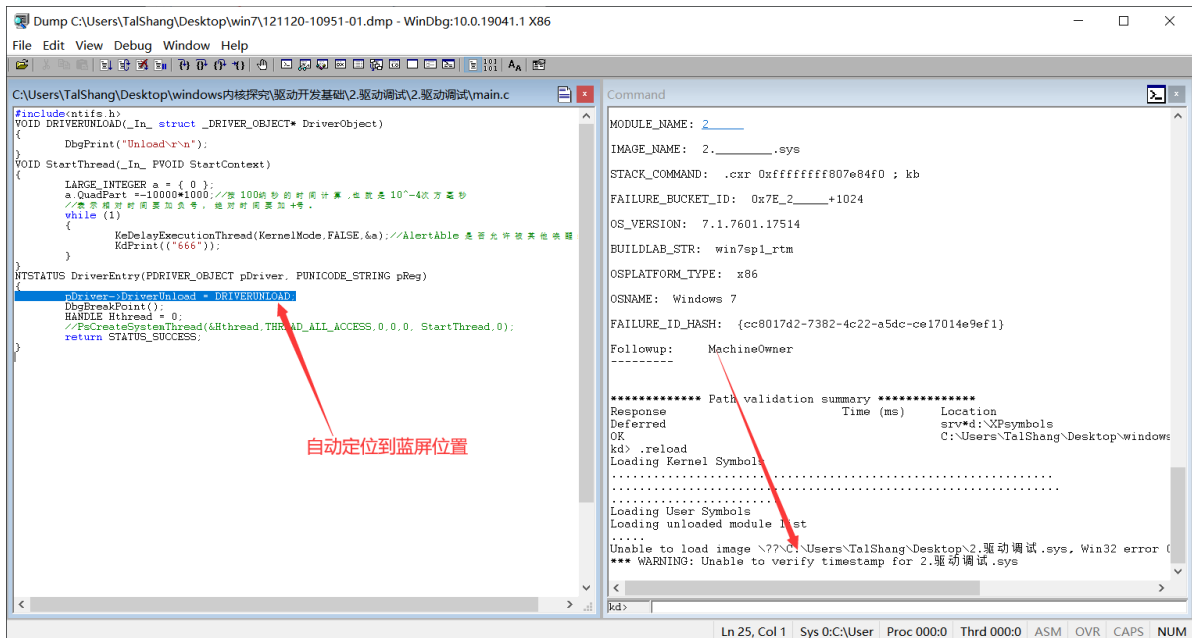 Dump C:\Users\TalShang\Desktop\win7\121120-10951-01.dmp - WinDbg:10.0.19041.1 X86
File Edit View Debug Window Help
C:\Users\TalShang\Desktop\windows内核探究\驱动开发基础\2.驱动调试\2.驱动调试\main.c
#include<ntifs.h>
VOID DRIVERUNLOAD(_In_ struct _DRIVER_OBJECT* DriverObject)
{
DbgPrint("Unload\r\n");
}
VOID StartThread(_In_ PVOID StartContext)
{
LARGE_INTEGER a = { 0 };
a.QuadPart =-10000*1000;//按 100纳秒的时间计算 ,也就是10^-4次方毫秒
//表示相对时间要加负号 ，绝对时间要加+号 。
while (1)
{
KeDelayExecutionThread(KernelMode,FALSE,&a);//AlertAble 是否允许被其他唤醒
KdPrint(("666"));
}
}
NTSTATUS DriverEntry(PDRIVER_OBJECT pDriver, PUNICODE_STRING pReg)
{
pDriver->DriverUnload = DRIVERUNLOAD;
DbgBreakPoint();
HANDLE Hthread = 0;
//PsCreateSystemThread(&Hthread,THREAD_ALL_ACCESS,0,0,0, StartThread,0);
return STATUS_SUCCESS;
}
自动定位到蓝屏位置
Command
MODULE_NAME: 2_____
IMAGE_NAME: 2.________.sys
STACK_COMMAND: .cxr 0xffffffff807e84f0 ; kb
FAILURE_BUCKET_ID: 0x7E_2_____+1024
OS_VERSION: 7.1.7601.17514
BUILDLAB_STR: win7sp1_rtm
OSPLATFORM_TYPE: x86
OSNAME: Windows 7
FAILURE_ID_HASH: {cc8017d2-7382-4c22-a5dc-ce17014e9ef1}
Followup: MachineOwner
---------
************* Path validation summary **************
Response Time (ms) Location
Deferred srv*d:\XPsymbols
OK C:\Users\TalShang\Desktop\windows
kd> .reload
Loading Kernel Symbols
...............................................................
................................................................
.......................
Loading User Symbols
Loading unloaded module list
.....
Unable to load image \??\C:\Users\TalShang\Desktop\2.驱动调试.sys, Win32 error
*** WARNING: Unable to verify timestamp for 2.驱动调试.sys
kd>
Ln 25, Col 1 Sys 0:C:\User Proc 000:0 Thrd 000:0 ASM OVR CAPS NUM